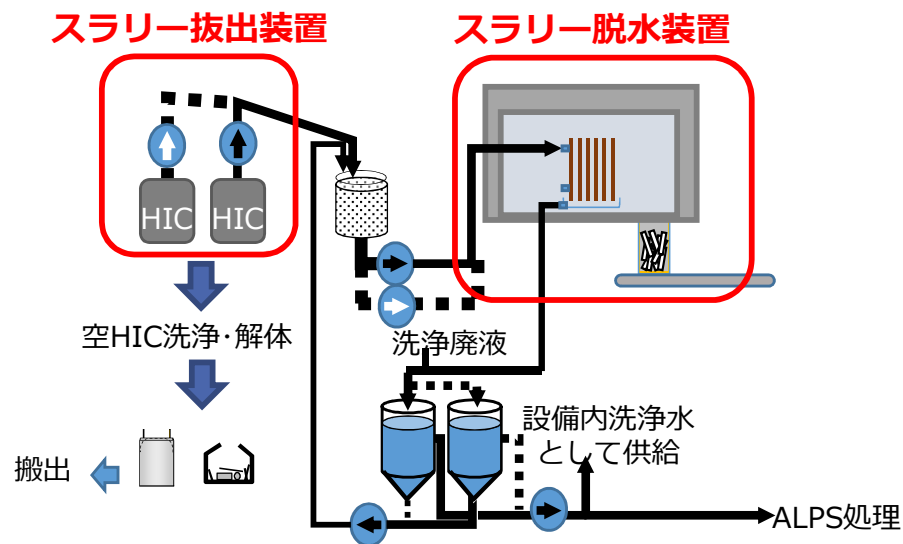 スラリー抜出装置
スラリー脱水装置
HIC
HIC
空HIC洗浄・解体
洗浄廃液
設備内洗浄水
として供給
搬出
ALPS処理